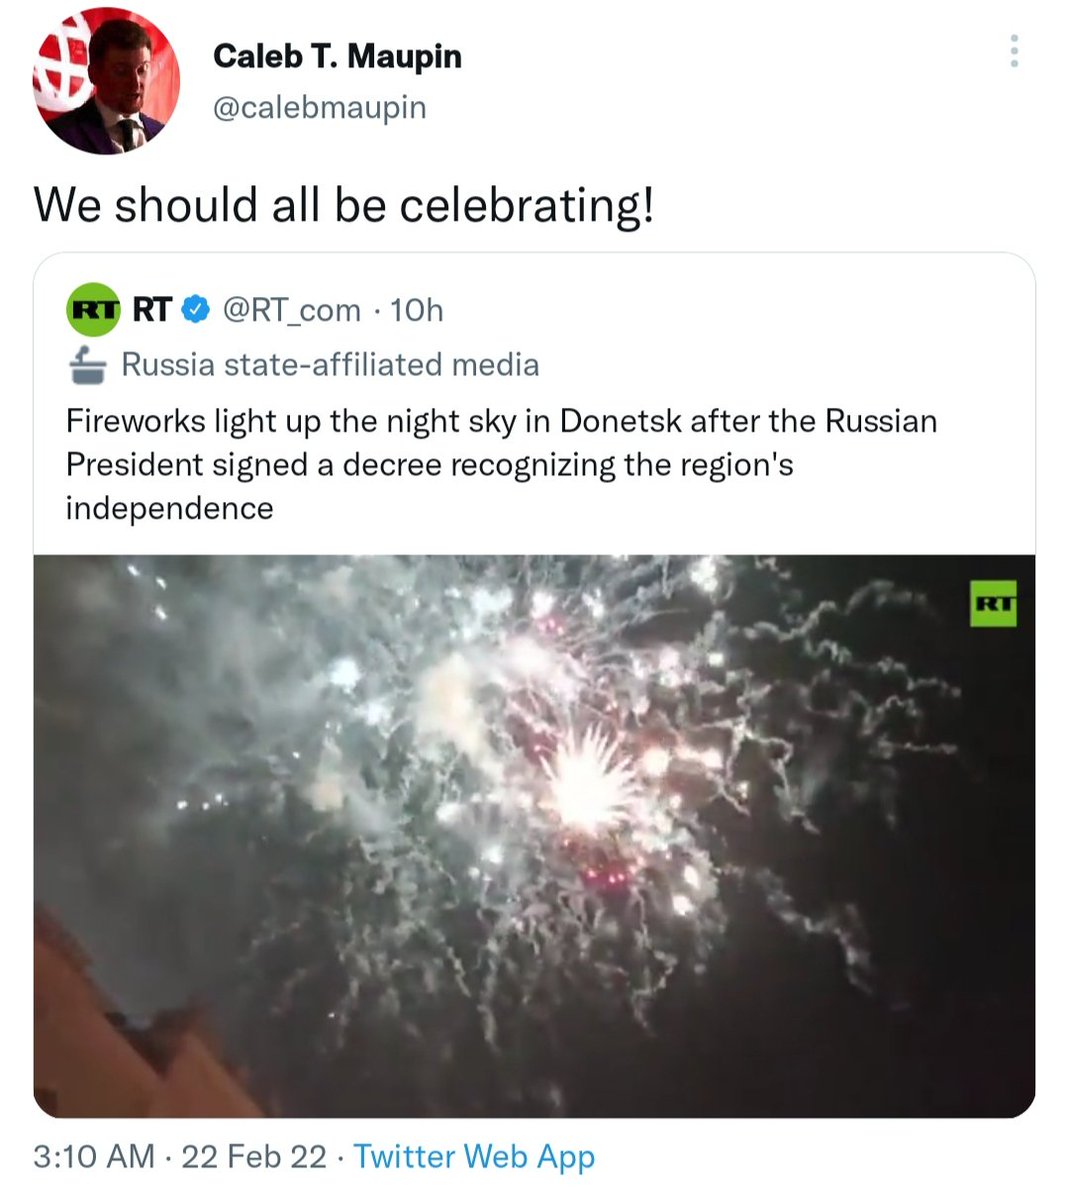 Caleb T. Maupin
@calebmaupin
We should all be celebrating!
RT RT @RT_com · 10h
Russia state-affiliated media
Fireworks light up the night sky in Donetsk after the Russian
President signed a decree recognizing the region's
independence
RT
3:10 AM · 22 Feb 22 · Twitter Web App